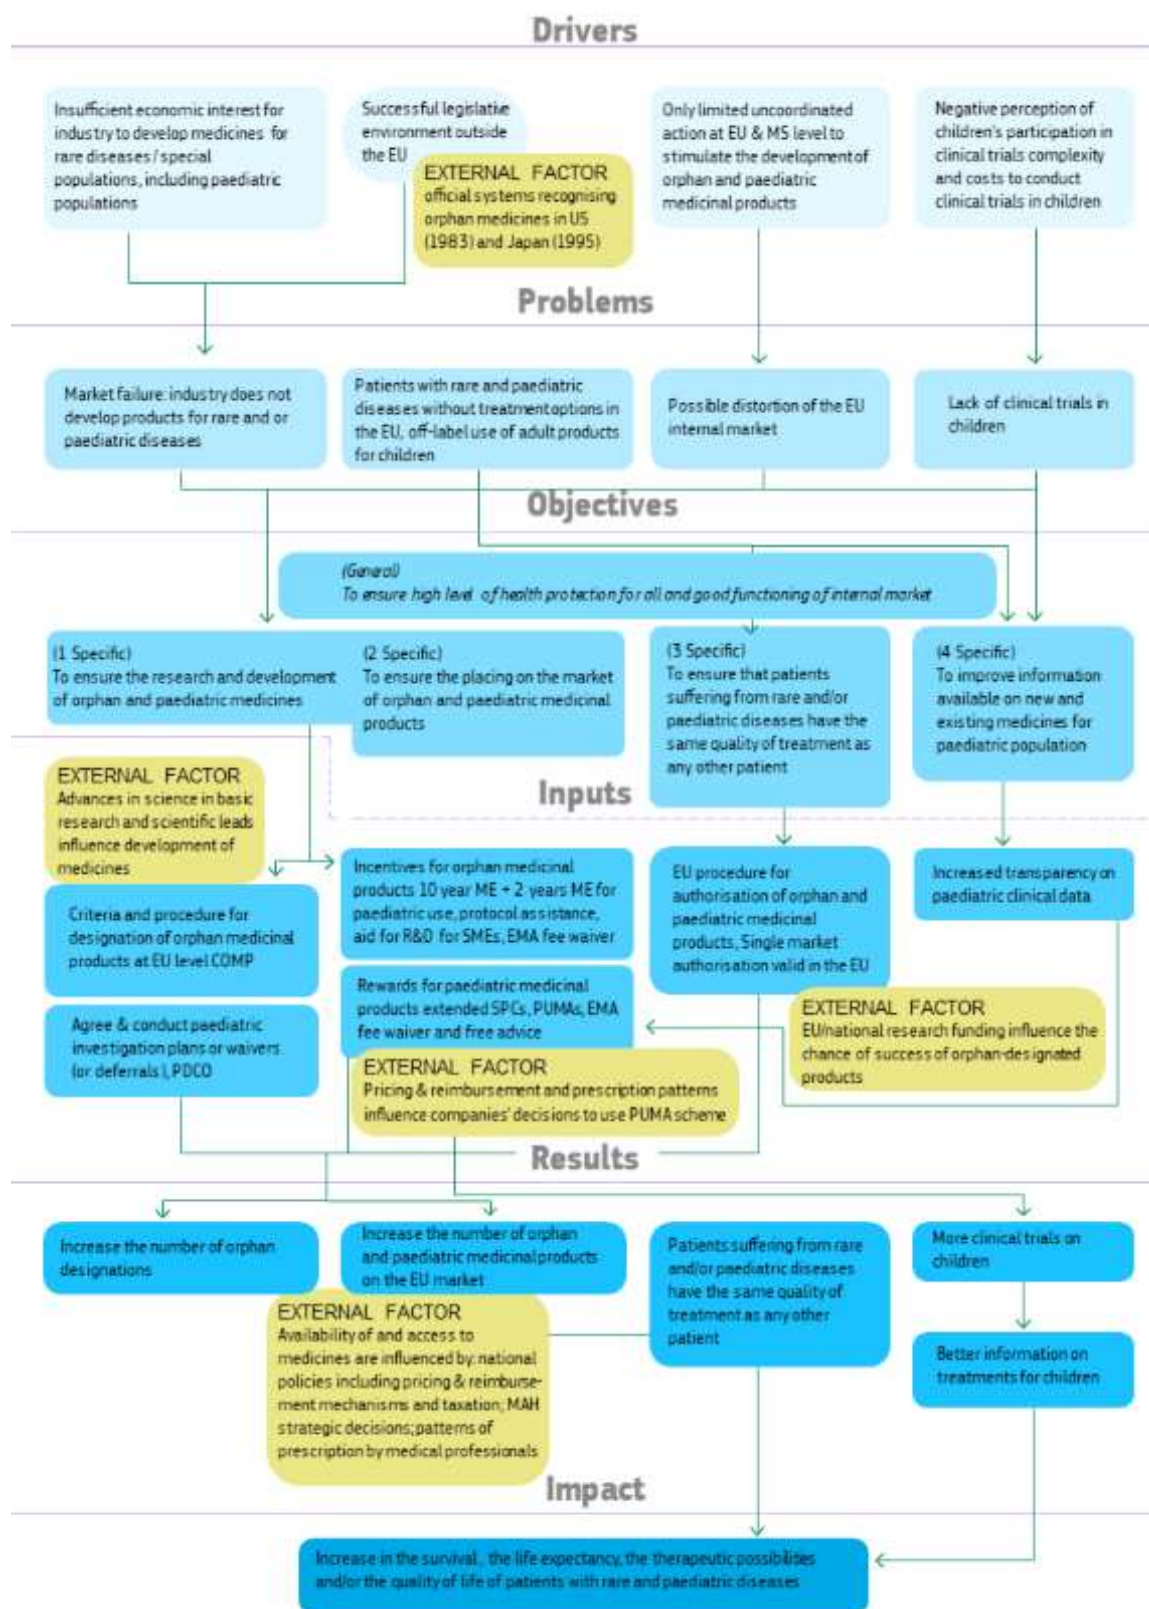 Drivers
Insufficient economic interest for
industry to develop medicines for
rare diseases / special
populations, including paediatric
populations
Successful legislative
environment outside
the EU
EXTERNAL FACTOR
official systems recognising
orphan medicines in US
(1983) and Japan (1995)
Only limited uncoordinated
action at EU & MS level to
stimulate the development of
orphan and paediatric
medicinal products
Negative perception of
children's participation in
clinical trials complexity
and costs to conduct
clinical trials in children
Problems
Market failure: industry does not
develop products for rare and or
paediatric diseases
Patients with rare and paediatric
diseases without treatment options in
the EU, off-label use of adult products
for children
Possible distortion of the EU
internal market
Lack of clinical trials in
children
Objectives
(General)
To ensure high level of health protection for all and good functioning of internal market
(1 Specific)
To ensure the research and development
of orphan and paediatric medicines
(2 Specific)
To ensure the placing on the market
of orphan and paediatric medicinal
products
(3 Specific)
To ensure that patients
suffering from rare and/or
paediatric diseases have the
same quality of treatment as
any other patient
(4 Specific)
To improve information
available on new and
existing medicines for
paediatric population
Inputs
EXTERNAL FACTOR
Advances in science in basic
research and scientific leads
influence development of
medicines
Criteria and procedure for
designation of orphan medicinal
products at EU level COMP
Agree & conduct paediatric
investigation plans or waivers
(or deferrals), PDCO
Incentives for orphan medicinal
products 10 year ME + 2 years ME for
paediatric use, protocol assistance,
aid for R&D for SMEs, EMA fee waiver
Rewards for paediatric medicinal
products extended SPCs, PUMAs, EMA
fee waiver and free advice
EXTERNAL FACTOR
Pricing & reimbursement and prescription patterns
influence companies' decisions to use PUMA scheme
EU procedure for
authorisation of orphan and
paediatric medicinal
products, Single market
authorisation valid in the EU
Increased transparency on
paediatric clinical data
EXTERNAL FACTOR
EU/national research funding influence the
chance of success of orphan-designated
products
Results
Increase the number of orphan
designations
Increase the number of orphan
and paediatric medicinal products
on the EU market
EXTERNAL FACTOR
Availability of and access to
medicines are influenced by: national
policies including pricing & reimburse-
ment mechanisms and taxation; MAH
strategic decisions; patterns of
prescription by medical professionals
Patients suffering from rare
and/or paediatric diseases
have the same quality of
treatment as any other
patient
More clinical trials on
children
Better information on
treatments for children
Impact
Increase in the survival, the life expectancy, the therapeutic possibilities
and/or the quality of life of patients with rare and paediatric diseases